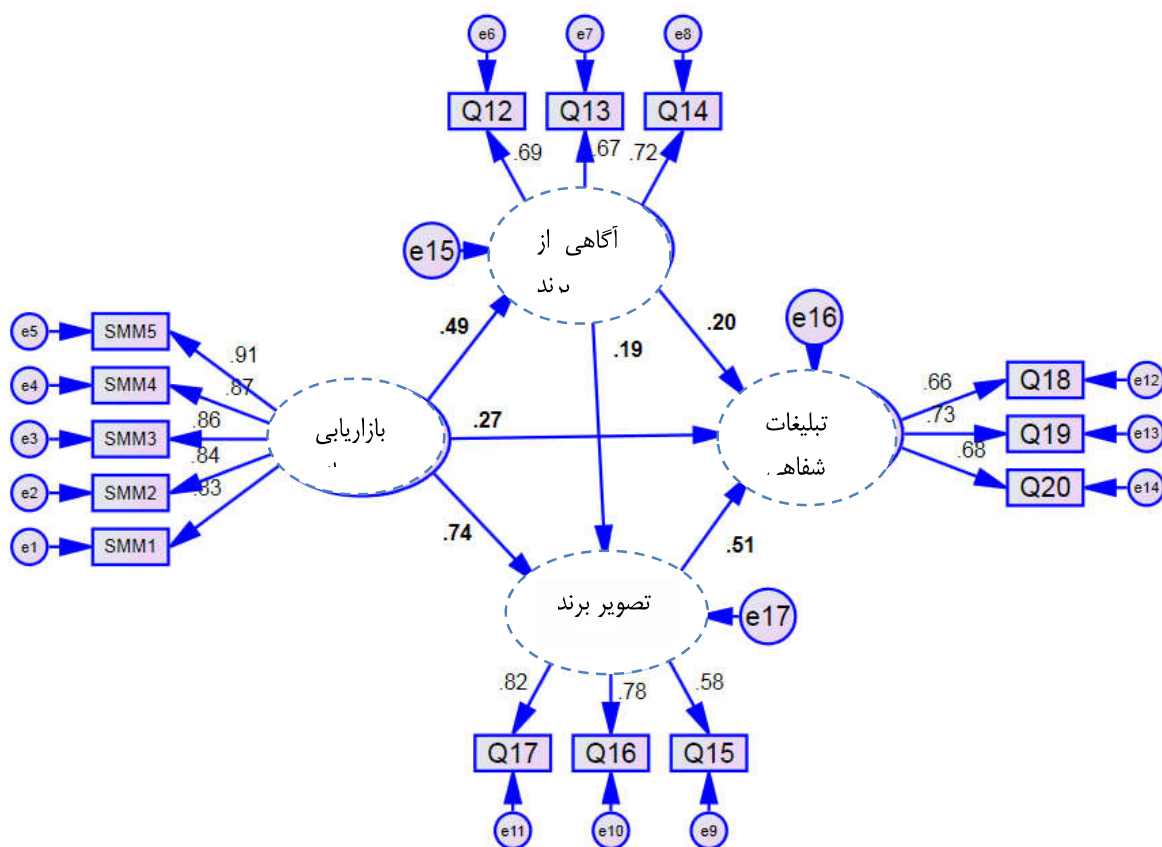 e6
e7
e8
Q12
Q13
Q14
.69
.67
.72
آگاهی از
برند
e15
e16
.49
.20
.19
e5
SMM5
.91
e4
SMM4
.87
e3
SMM3
.86
e2
SMM2
.84
e1
SMM1
.83
بازاریابی
.27
تبلیغات
شفاهی
.66
Q18
e12
.73
Q19
e13
.68
Q20
e14
.74
.51
تصویر برند
e17
.82
.78
.58
Q17
Q16
Q15
e11
e10
e9